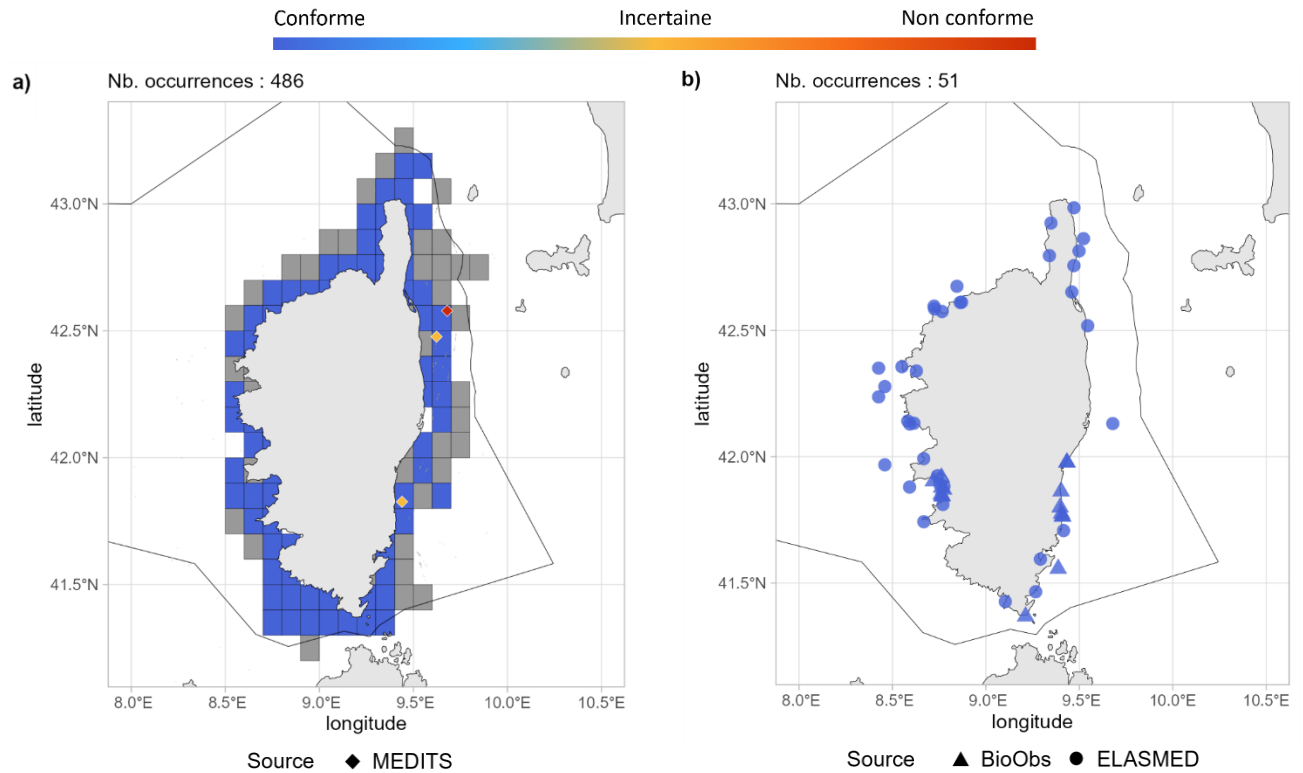 Conforme Incertaine Non conforme
a) Nb. occurrences : 486
b) Nb. occurrences : 51
43.0°N
42.5°N
42.0°N
41.5°N
latitude
8.0°E 8.5°E 9.0°E 9.5°E 10.0°E 10.5°E
longitude
Source MEDITS
43.0°N
42.5°N
42.0°N
41.5°N
latitude
8.0°E 8.5°E 9.0°E 9.5°E 10.0°E 10.5°E
longitude
Source BioObs ELASMED